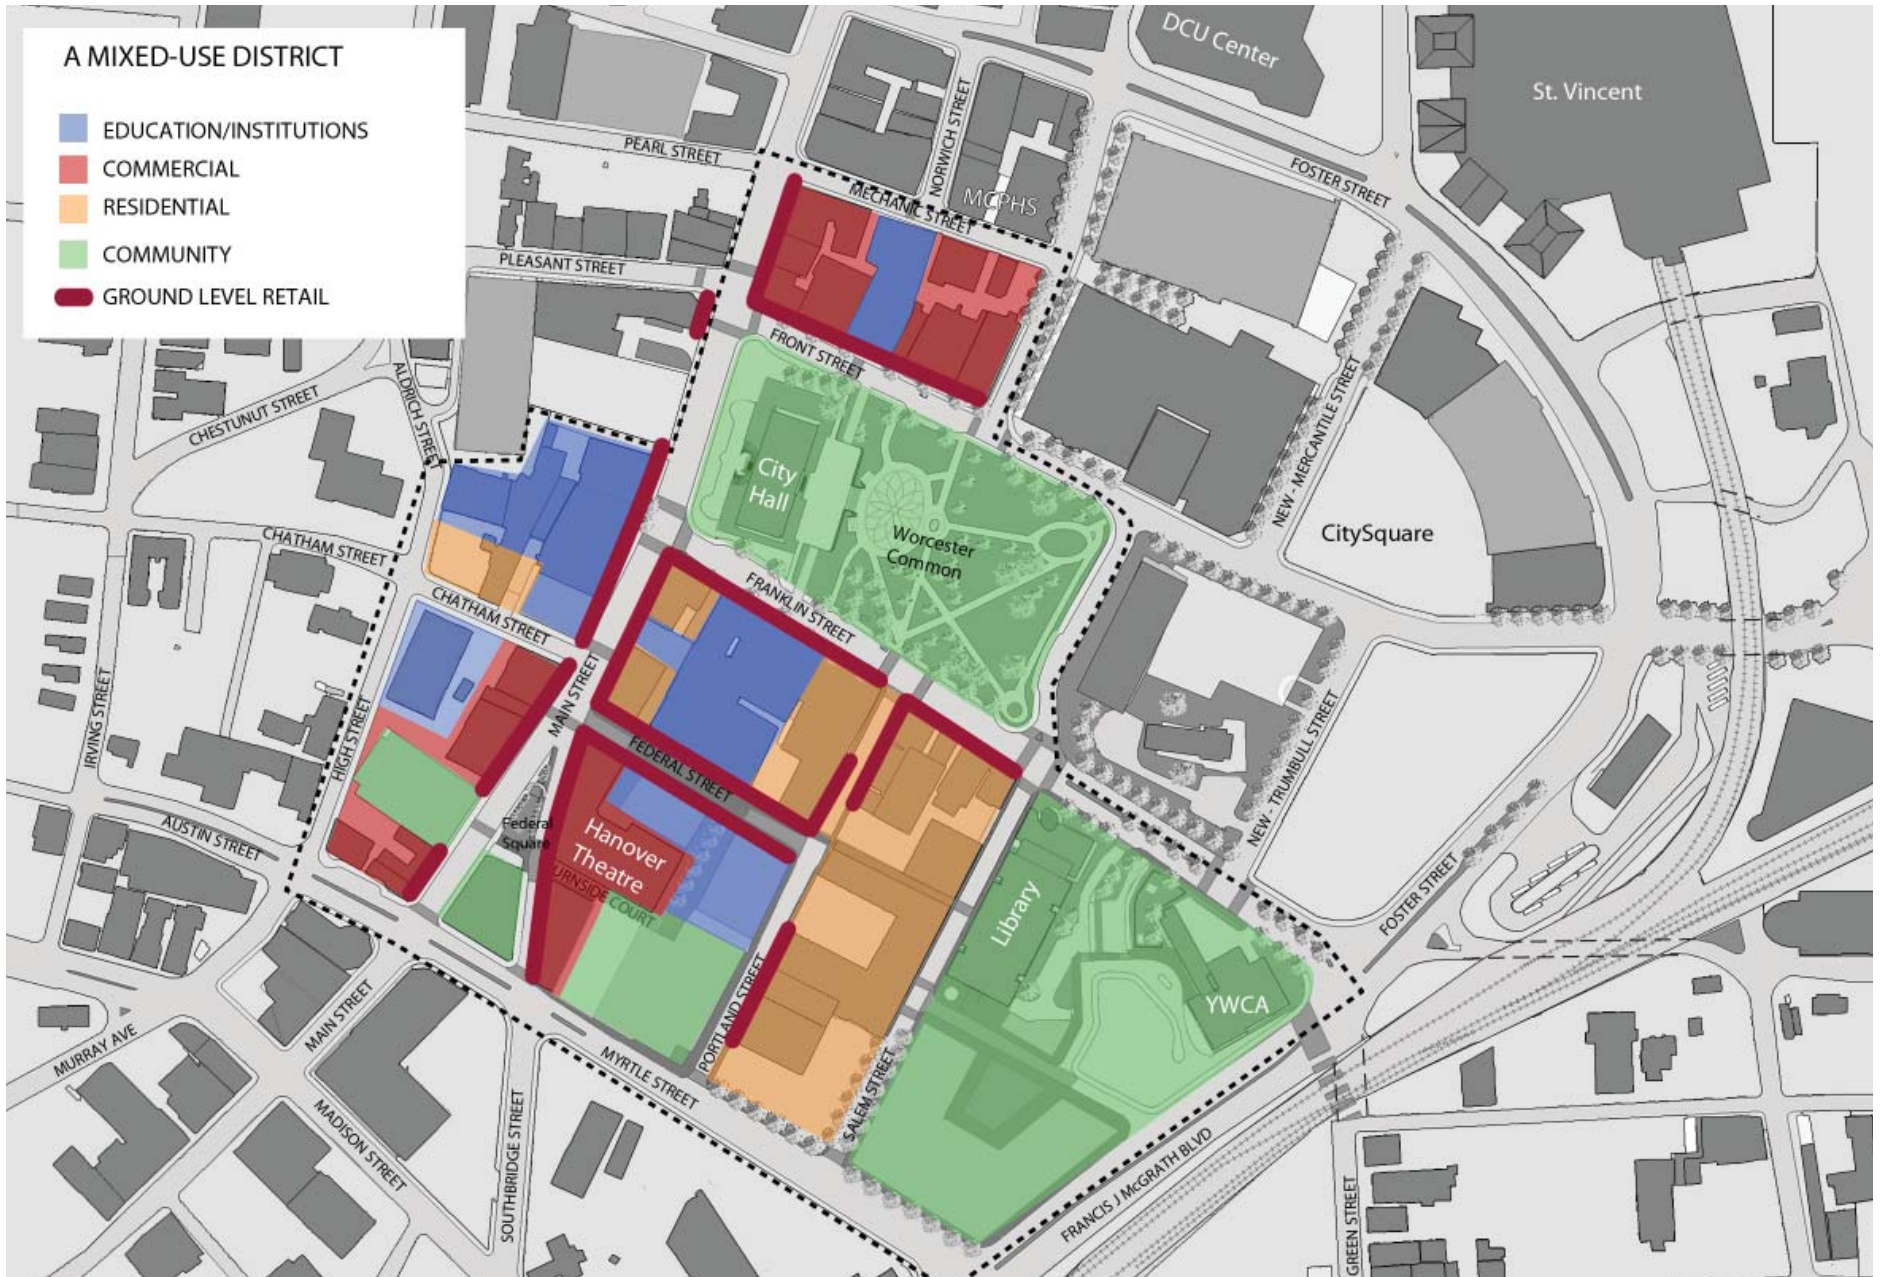 A MIXED-USE DISTRICT
EDUCATION/INSTITUTIONS
COMMERCIAL
RESIDENTIAL
COMMUNITY
GROUND LEVEL RETAIL
DCU Center
St. Vincent
PEARL STREET
NORWICH STREET
MECHANIC STREET
MCPHS
FOSTER STREET
PLEASANT STREET
FRONT STREET
ALDRICH STREET
CHESTUNUT STREET
NEW - MERCANTILE STREET
City
Hall
Worcester
Common
CitySquare
CHATHAM STREET
CHATHAM STREET
FRANKLIN STREET
MAIN STREET
HIGH STREET
IRVING STREET
FEDERAL STREET
NEW - TRUMBULL STREET
Federal
Square
Hanover
Theatre
URNSIDE COURT
AUSTIN STREET
Library
FOSTER STREET
YWCA
PORTLAND STREET
MAIN STREET
MURRAY AVE
MYRTLE STREET
SALEM STREET
MADISON STREET
SOUTHBRIDGE STREET
FRANCIS J McGRATH BLVD
GREEN STREET